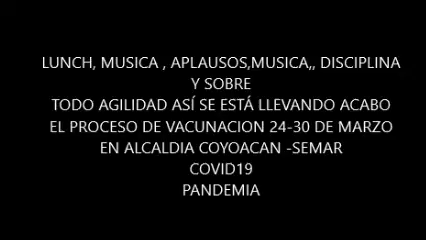 LUNCH, MUSICA , APLAUSOS,MUSICA,, DISCIPLINA
Y SOBRE
TODO AGILIDAD ASÍ SE ESTÁ LLEVANDO ACABO
EL PROCESO DE VACUNACION 24-30 DE MARZO
EN ALCALDIA COYOACAN -SEMAR
COVID19
PANDEMIA